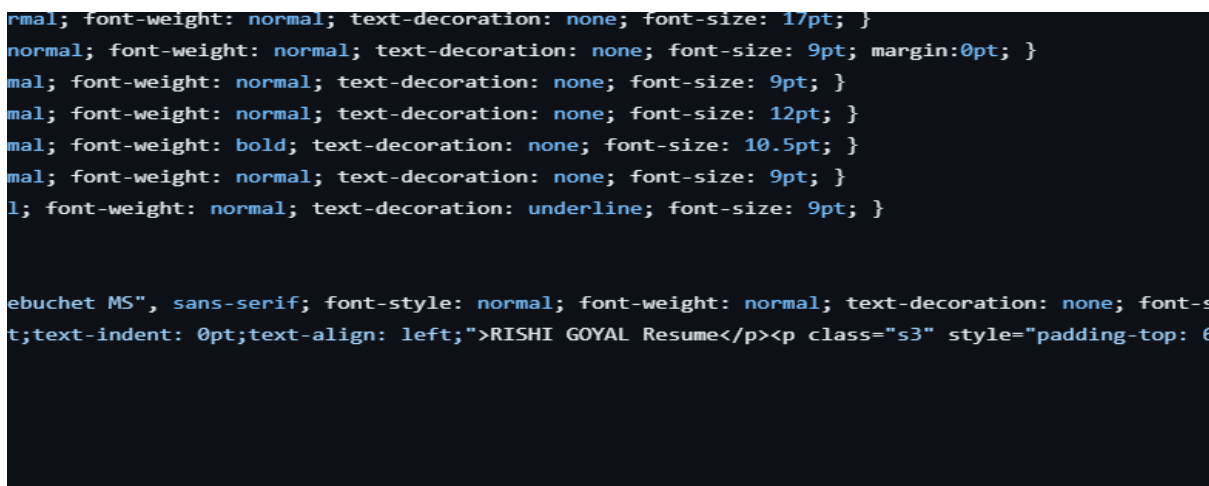 rmal; font-weight: normal; text-decoration: none; font-size: 17pt; }
normal; font-weight: normal; text-decoration: none; font-size: 9pt; margin:0pt; }
mal; font-weight: normal; text-decoration: none; font-size: 9pt; }
mal; font-weight: normal; text-decoration: none; font-size: 12pt; }
mal; font-weight: bold; text-decoration: none; font-size: 10.5pt; }
mal; font-weight: normal; text-decoration: none; font-size: 9pt; }
l; font-weight: normal; text-decoration: underline; font-size: 9pt; }
ebuchet MS", sans-serif; font-style: normal; font-weight: normal; text-decoration: none; font-s
t;text-indent: 0pt;text-align: left;">RISHI GOYAL Resume</p><p class="s3" style="padding-top: 6